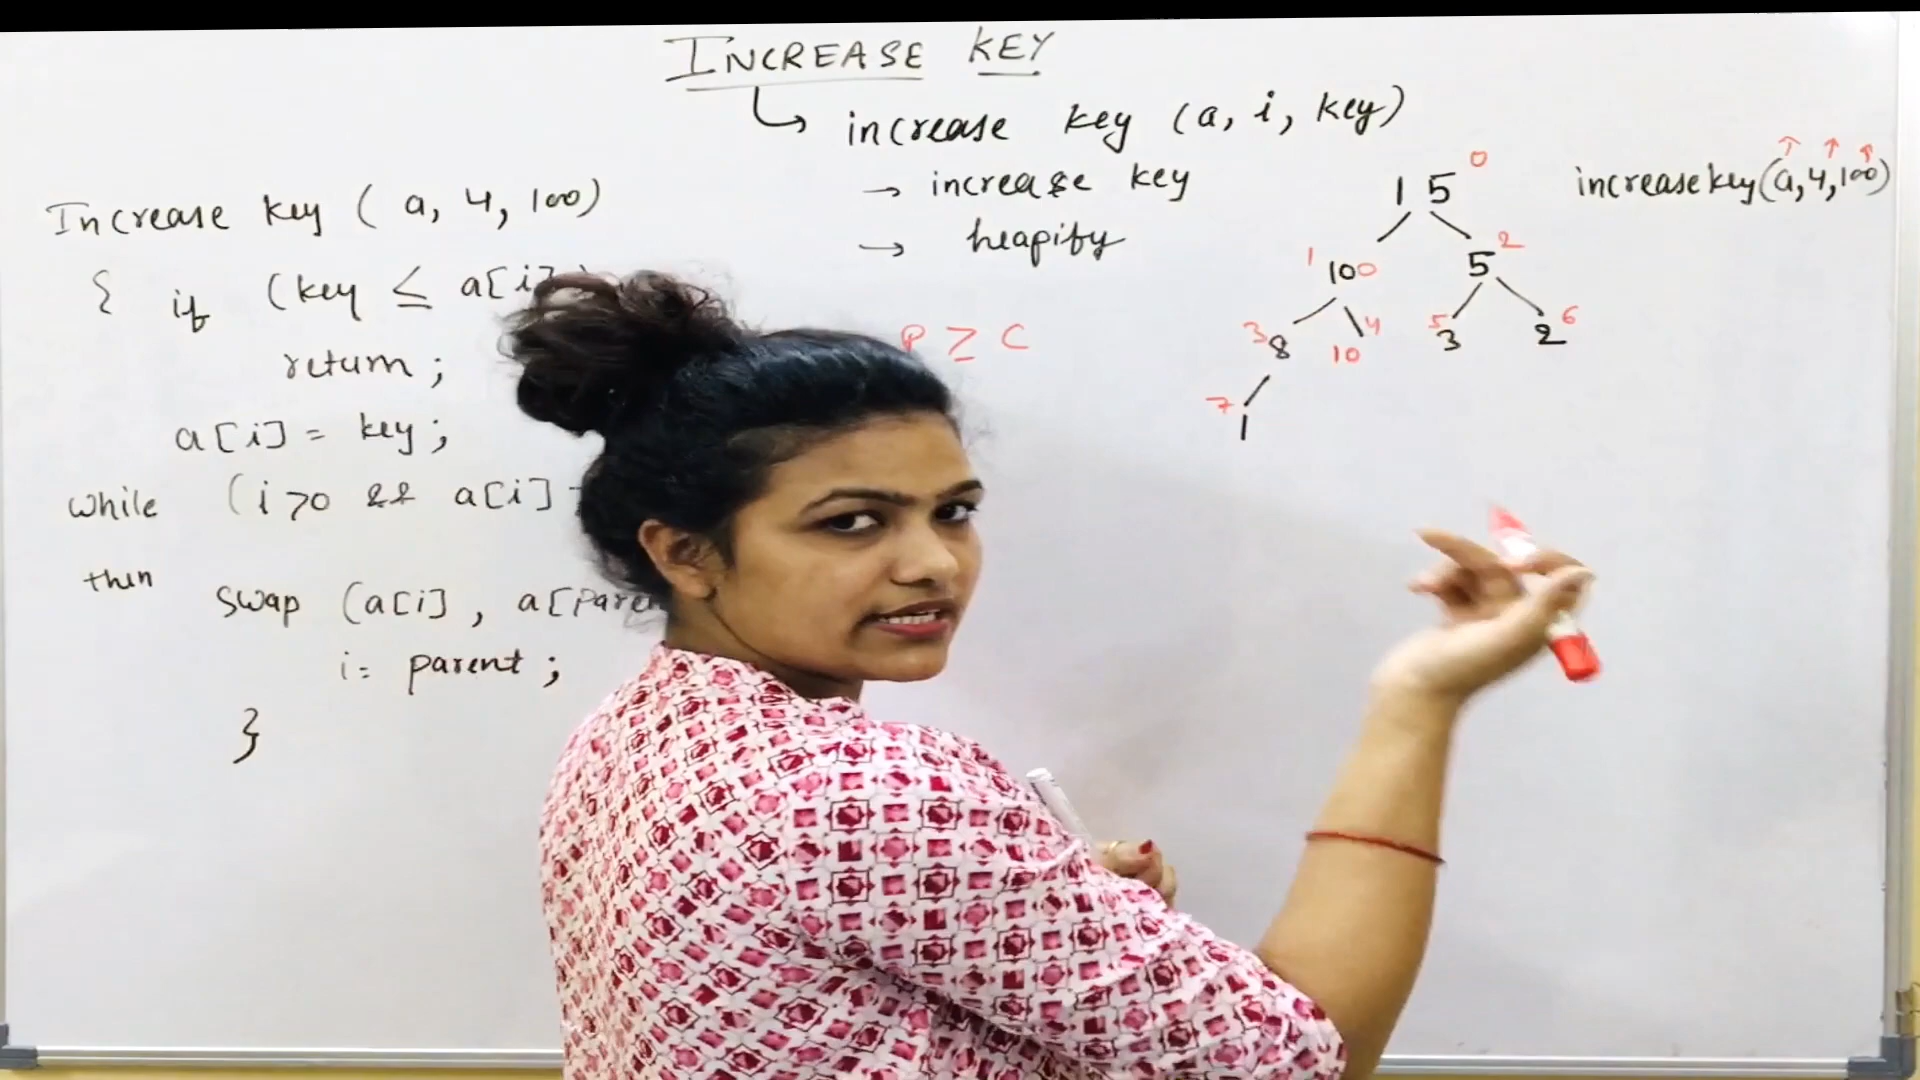 INCREASE KEY
increase key (a, i, key)
→ increase key
→ heapify
Increase key ( a, 4, 100)
{ if (key ≤ a[i]
return ;
a[i] = key ;
while (i >0 && a[i]
then
swap (a[i] , a[pare
i = parent ;
}
P ≥ C
increasekey(a, 4, 100)
15 0
1 100
5 2
3 8
10 4
5 3
2 6
7 1